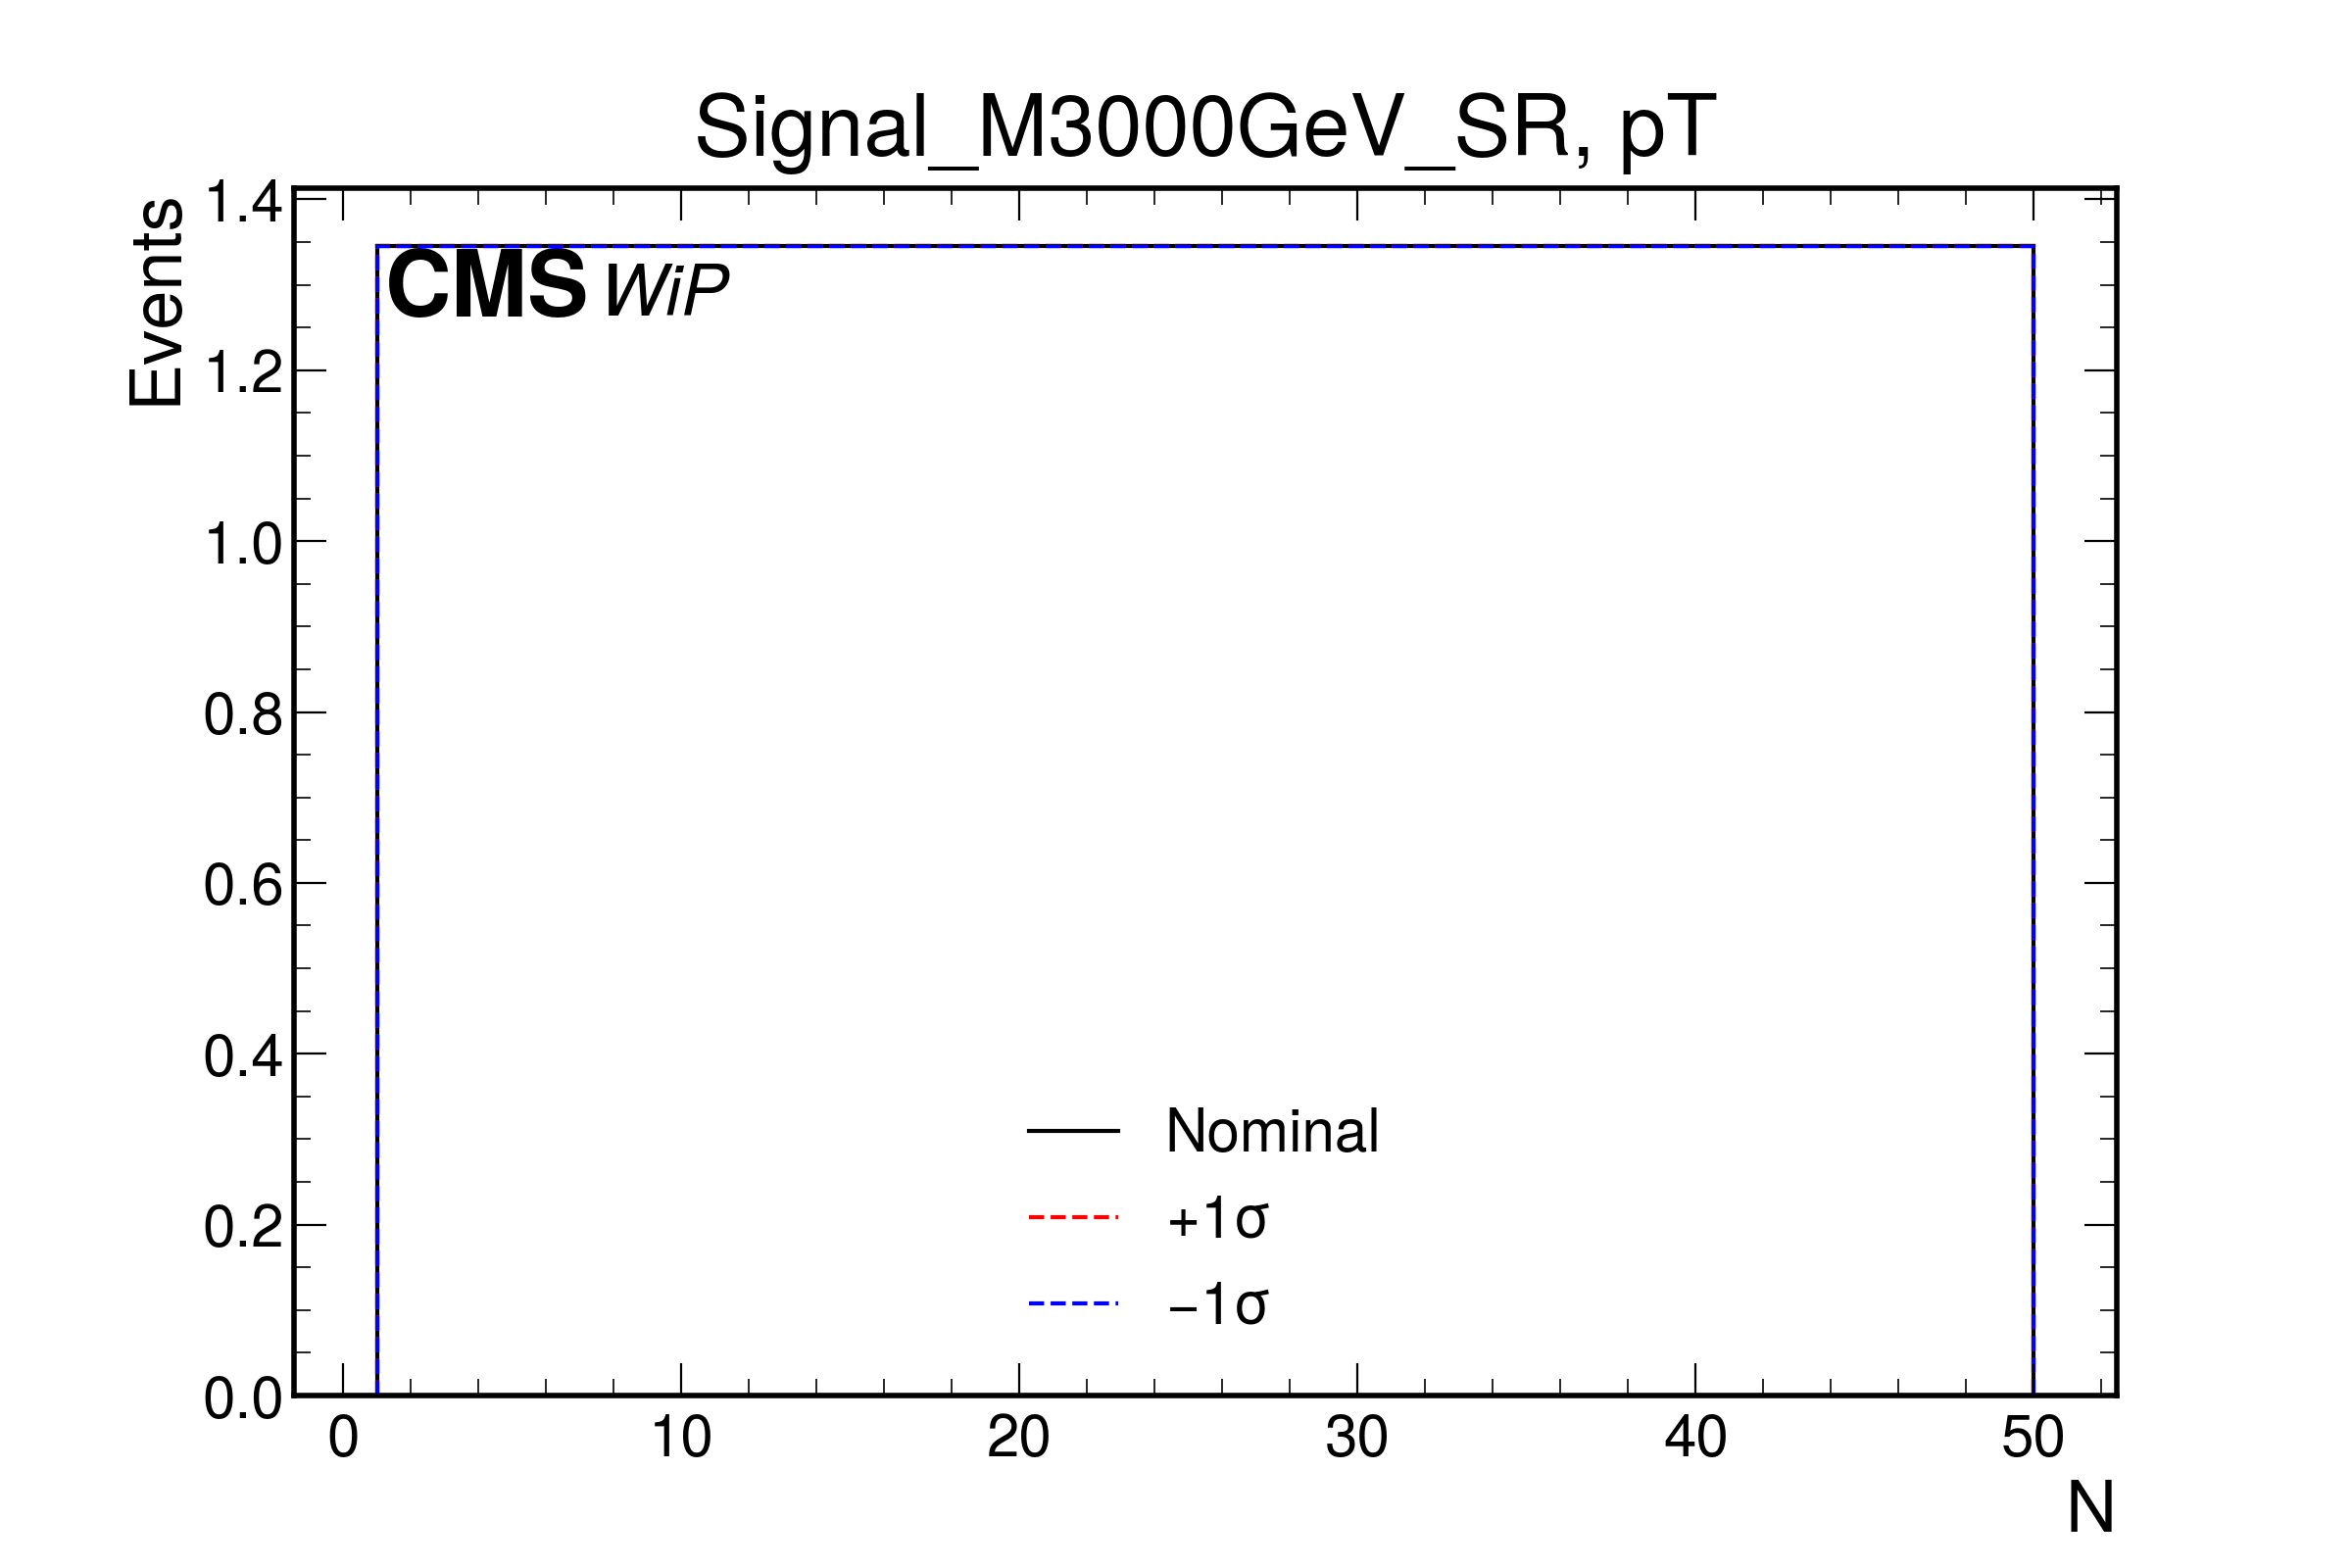 Signal_M3000GeV_SR, pT
Events
1.4
CMS WiP
1.2
1.0
0.8
0.6
0.4
0.2
0.0
Nominal
+1σ
−1σ
0 10 20 30 40 50
N